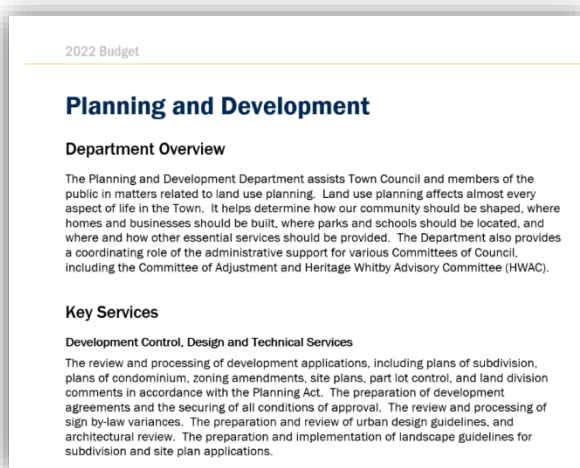 2022 Budget
Planning and Development
Department Overview
The Planning and Development Department assists Town Council and members of the
public in matters related to land use planning.  Land use planning affects almost every
aspect of life in the Town.  It helps determine how our community should be shaped, where
homes and businesses should be built, where parks and schools should be located, and
where and how other essential services should be provided.  The Department also provides
a coordinating role of the administrative support for various Committees of Council,
including the Committee of Adjustment and Heritage Whitby Advisory Committee (HWAC).
Key Services
Development Control, Design and Technical Services
The review and processing of development applications, including plans of subdivision,
plans of condominium, zoning amendments, site plans, part lot control, and land division
comments in accordance with the Planning Act.  The preparation of development
agreements and the securing of all conditions of approval.  The review and processing of
sign by-law variances.  The preparation and review of urban design guidelines, and
architectural review.  The preparation and implementation of landscape guidelines for
subdivision and site plan applications.